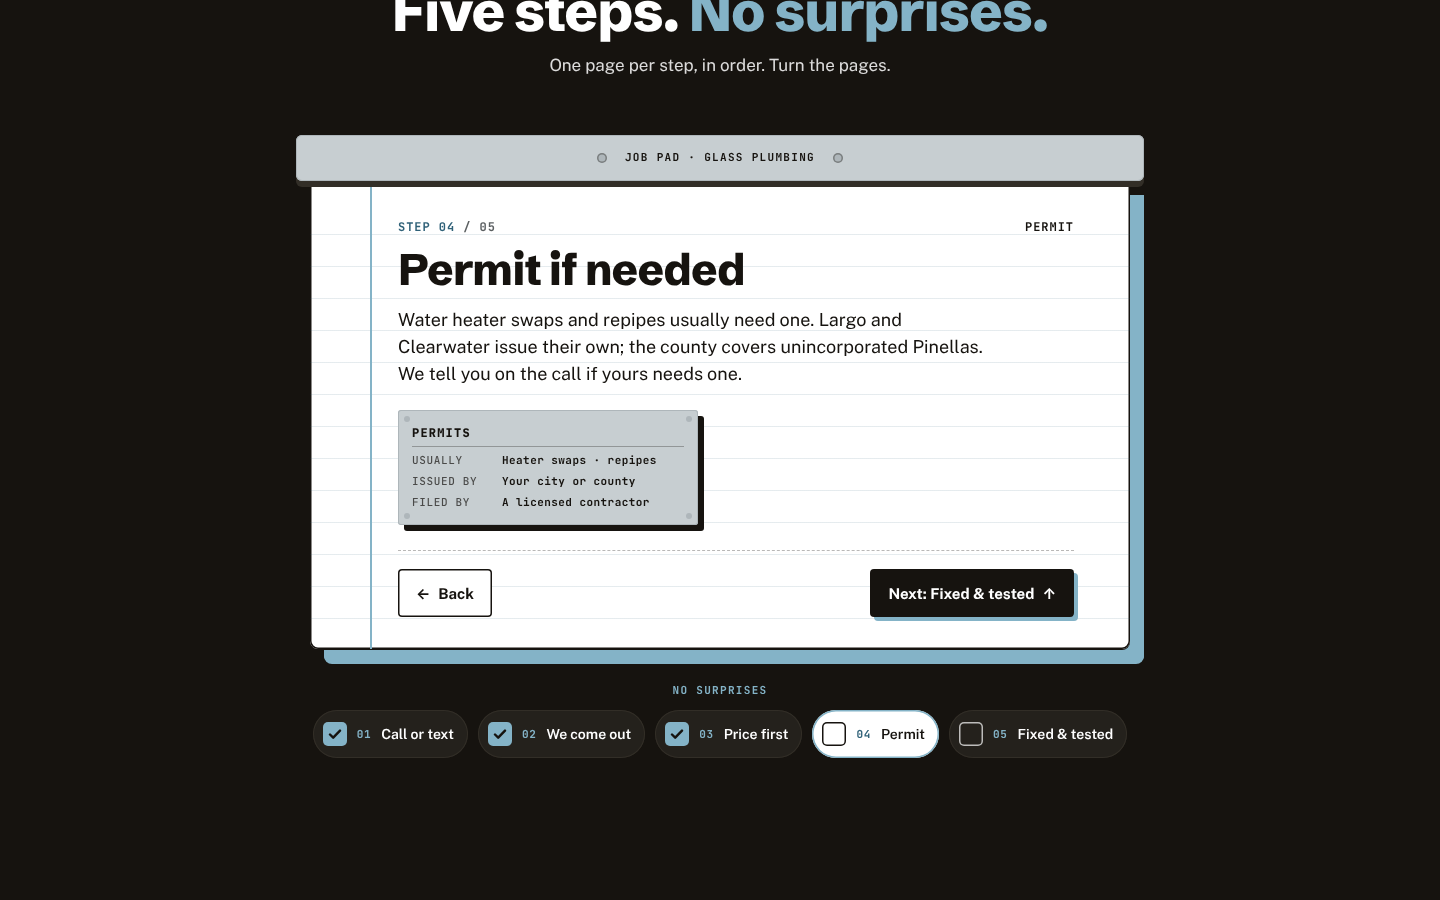 Five steps. No surprises.
One page per step, in order. Turn the pages.
JOB PAD · GLASS PLUMBING
STEP 04 / 05
PERMIT
Permit if needed
Water heater swaps and repipes usually need one. Largo and
Clearwater issue their own; the county covers unincorporated Pinellas.
We tell you on the call if yours needs one.
PERMITS
USUALLY Heater swaps · repipes
ISSUED BY Your city or county
FILED BY A licensed contractor
← Back
Next: Fixed & tested ↑
NO SURPRISES
01 Call or text
02 We come out
03 Price first
04 Permit
05 Fixed & tested